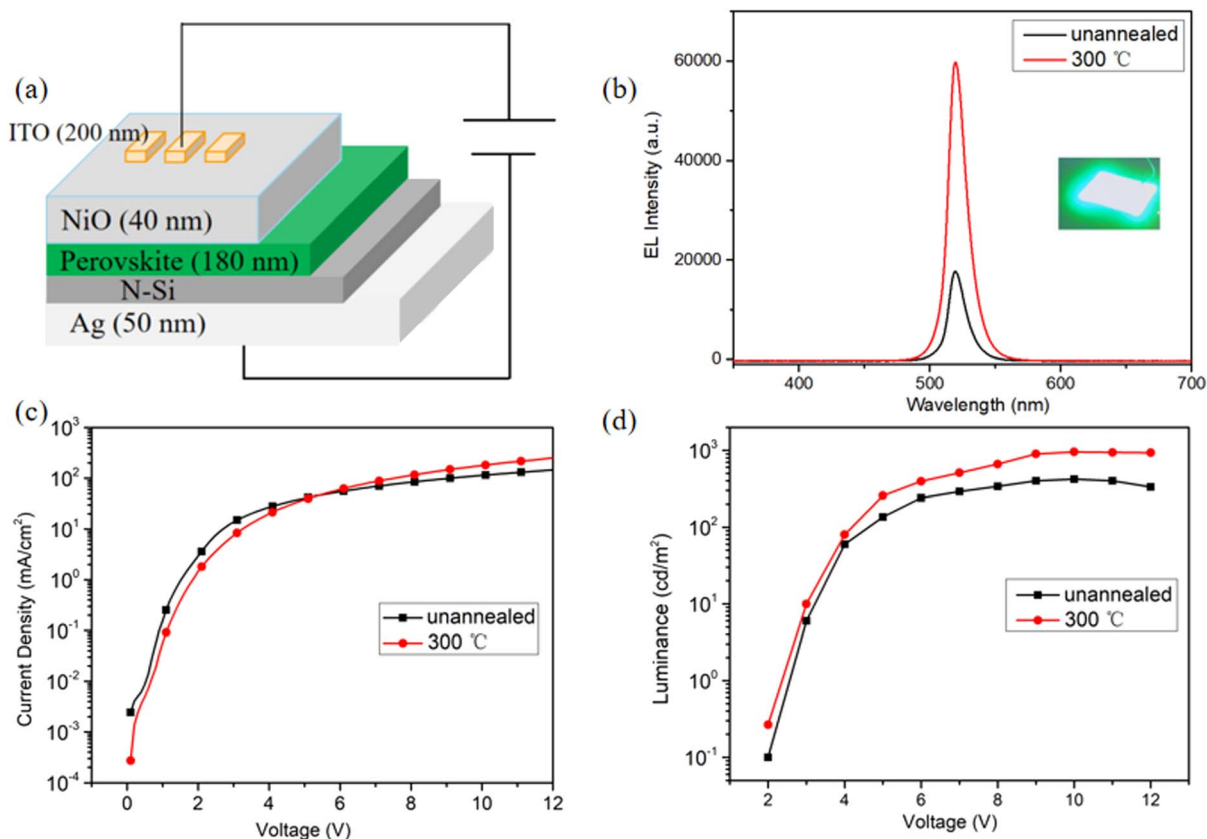 (a)
ITO (200 nm)
NiO (40 nm)
Perovskite (180 nm)
N-Si
Ag (50 nm)
(b)
unannealed
300 ℃
60000
40000
20000
0
EL Intensity (a.u.)
400
500
600
700
Wavelength (nm)
(c)
10³
10²
10¹
10⁰
10⁻¹
10⁻²
10⁻³
10⁻⁴
Current Density (mA/cm²)
unannealed
300 ℃
0
2
4
6
8
10
12
Voltage (V)
(d)
10³
10²
10¹
10⁰
10⁻¹
Luminance (cd/m²)
unannealed
300 ℃
2
4
6
8
10
12
Voltage (V)